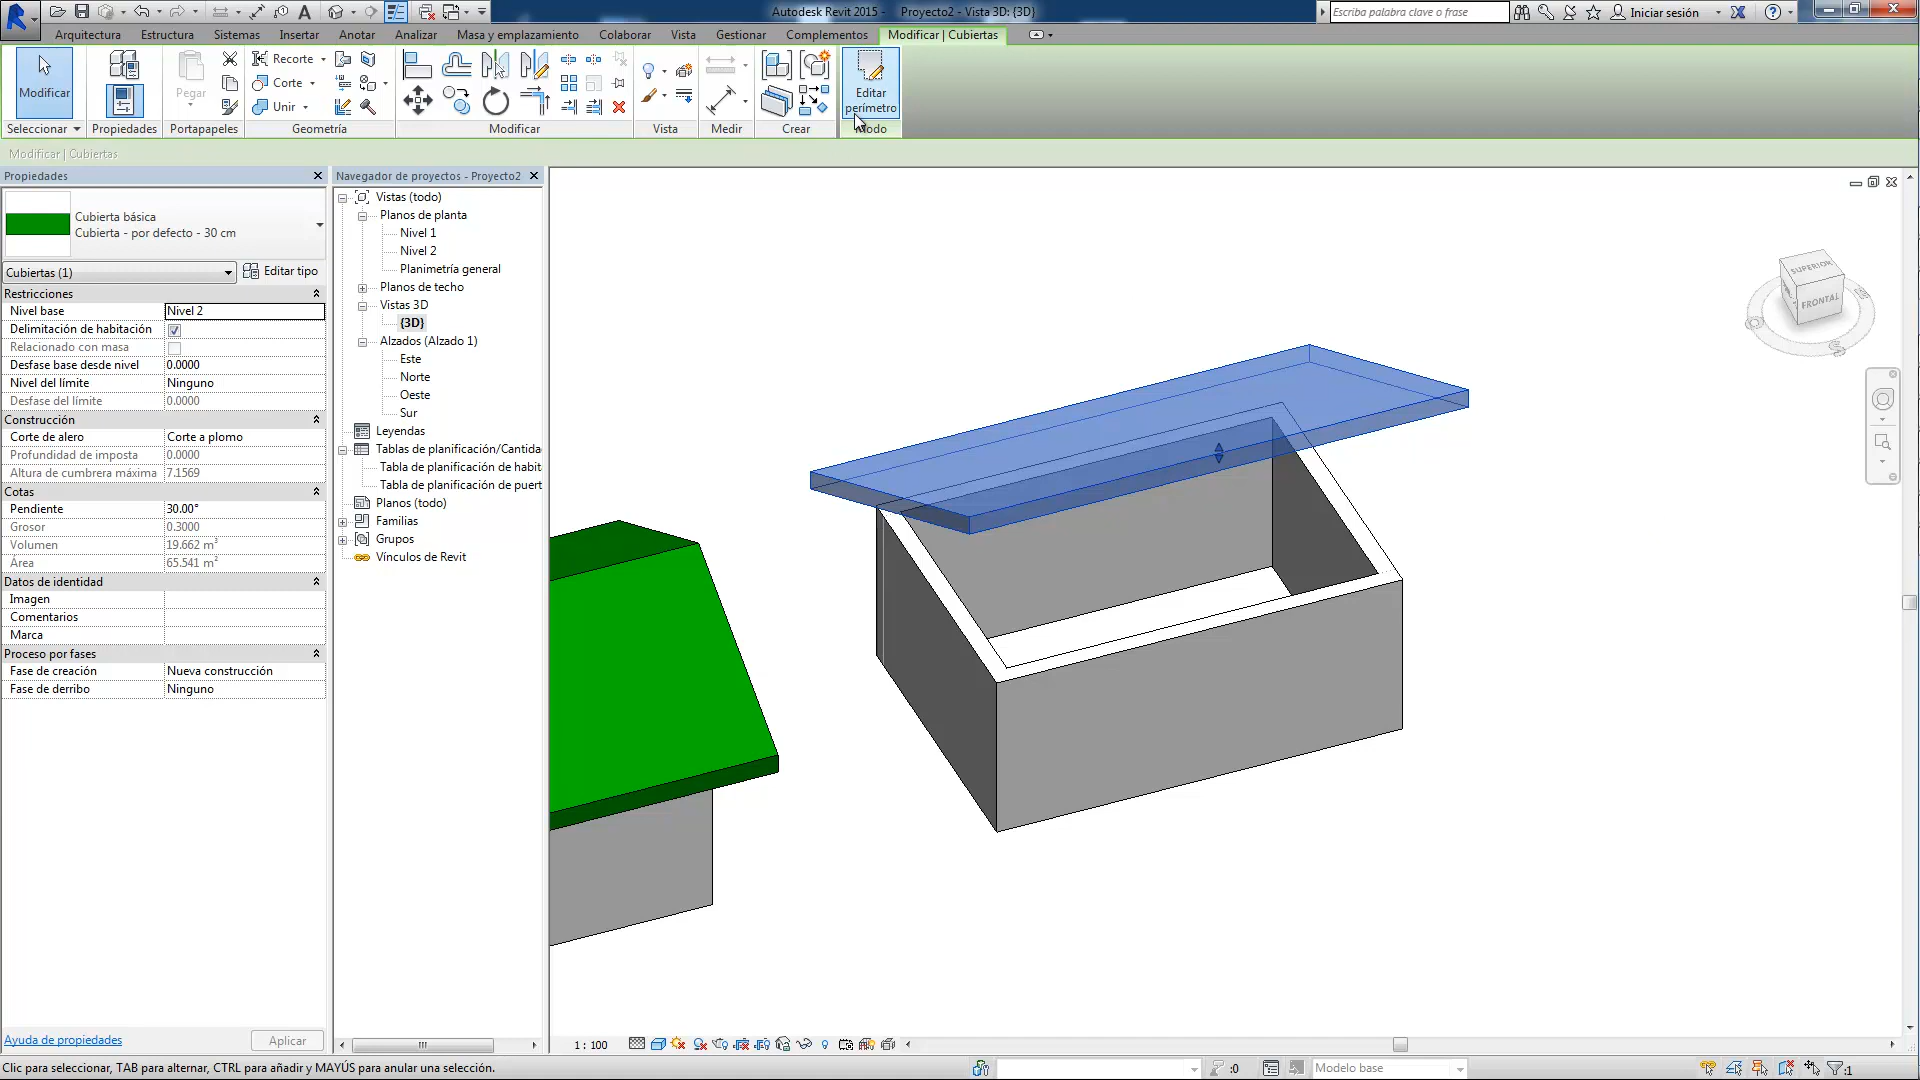 Autodesk Revit 2015 - Proyecto2 - Vista 3D: {3D}
Escriba palabra clave o frase
Iniciar sesión
Arquitectura Estructura Sistemas Insertar Anotar Analizar Masa y emplazamiento Colaborar Vista Gestionar Complementos Modificar | Cubiertas
Modificar
Pegar
Recorte
Corte
Unir
Editar
perímetro
Seleccionar Propiedades Portapapeles Geometría Modificar Vista Medir Crear Modo
Modificar | Cubiertas
Propiedades
Cubierta básica
Cubierta - por defecto - 30 cm
Cubiertas (1) Editar tipo
Restricciones
Nivel base Nivel 2
Delimitación de habitación
Relacionado con masa
Desfase base desde nivel 0.0000
Nivel del límite Ninguno
Desfase del límite 0.0000
Construcción
Corte de alero Corte a plomo
Profundidad de imposta 0.0000
Altura de cumbrera máxima 7.1569
Cotas
Pendiente 30.00°
Grosor 0.3000
Volumen 19.662 m³
Área 65.541 m²
Datos de identidad
Imagen
Comentarios
Marca
Proceso por fases
Fase de creación Nueva construcción
Fase de derribo Ninguno
Ayuda de propiedades Aplicar
Navegador de proyectos - Proyecto2
Vistas (todo)
Planos de planta
Nivel 1
Nivel 2
Planimetría general
Planos de techo
Vistas 3D
{3D}
Alzados (Alzado 1)
Este
Norte
Oeste
Sur
Leyendas
Tablas de planificación/Cantida
Tabla de planificación de habit
Tabla de planificación de puert
Planos (todo)
Familias
Grupos
Vínculos de Revit
SUPERIOR
FRONTAL
1 : 100
Clic para seleccionar, TAB para alternar, CTRL para añadir y MAYÚS para anular una selección.
:0
Modelo base
:1